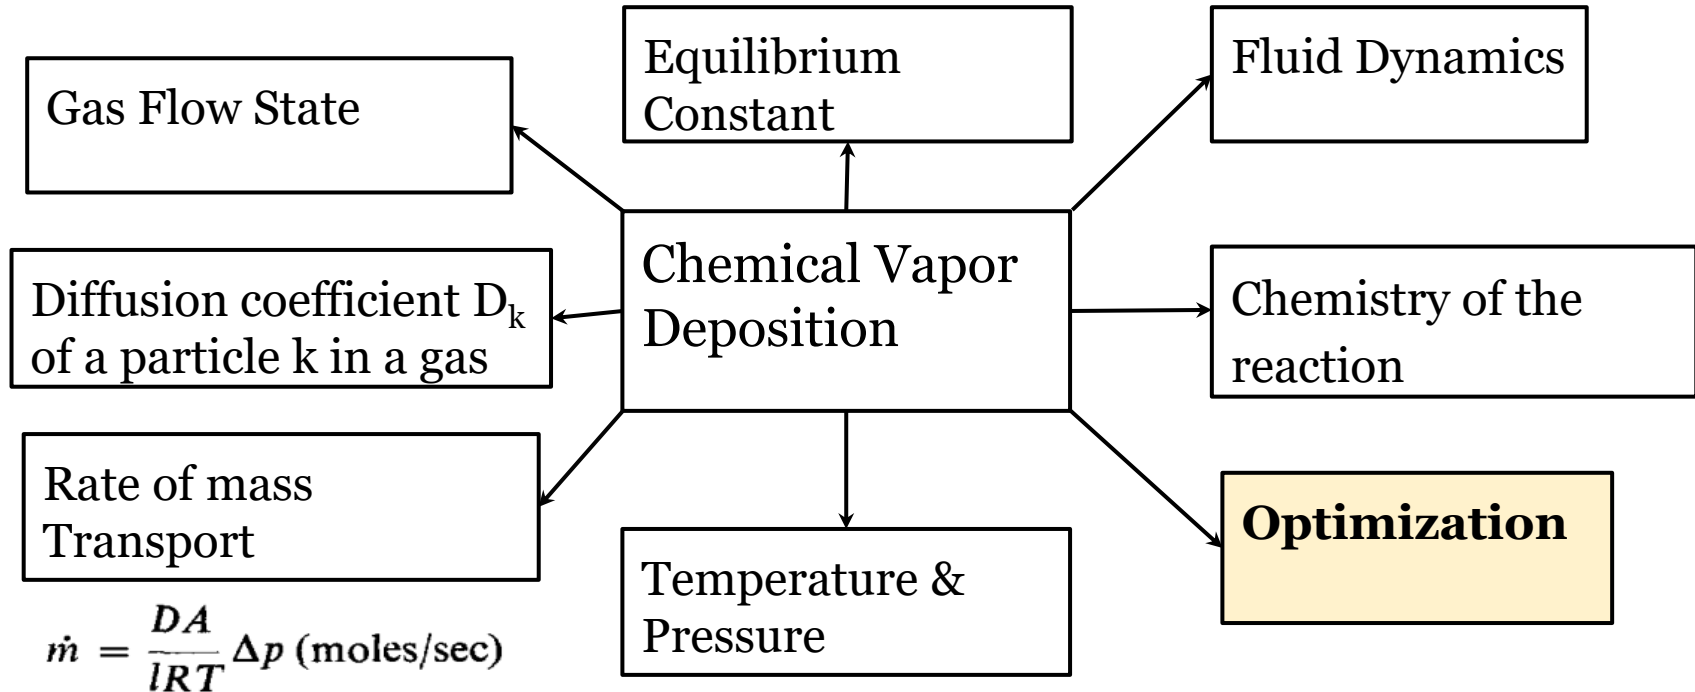 Gas Flow State
Equilibrium
Constant
Fluid Dynamics
Diffusion coefficient Dₖ
of a particle k in a gas
Chemical Vapor
Deposition
Chemistry of the
reaction
Rate of mass
Transport
Temperature &
Pressure
Optimization
ṁ = DA/lRT Δp (moles/sec)